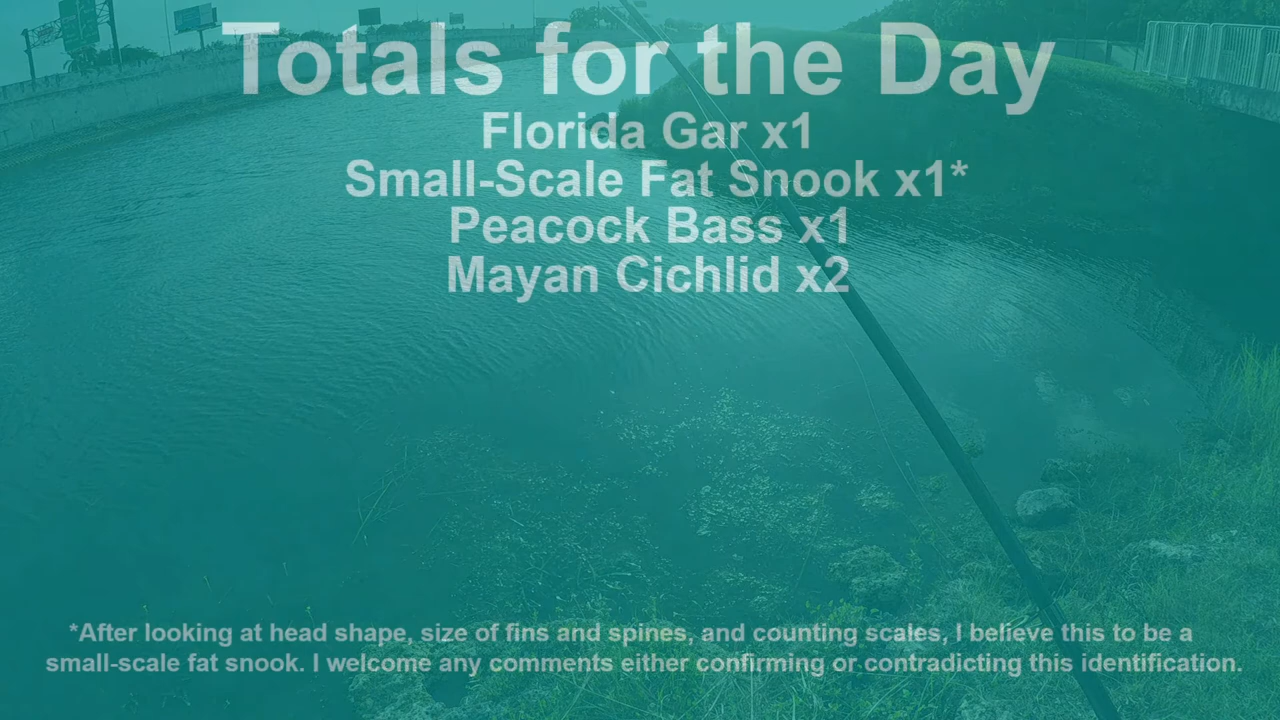 Totals for the Day
Florida Gar x1
Small-Scale Fat Snook x1*
Peacock Bass x1
Mayan Cichlid x2
*After looking at head shape, size of fins and spines, and counting scales, I believe this to be a
small-scale fat snook. I welcome any comments either confirming or contradicting this identification.